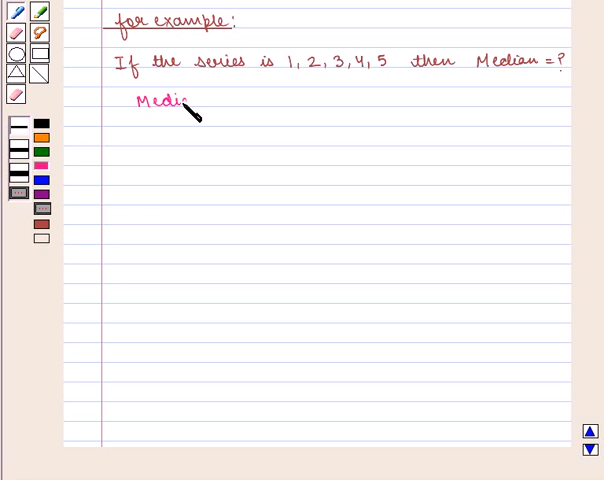 for example:
If the series is 1, 2, 3, 4, 5 then Median = ?
Medi